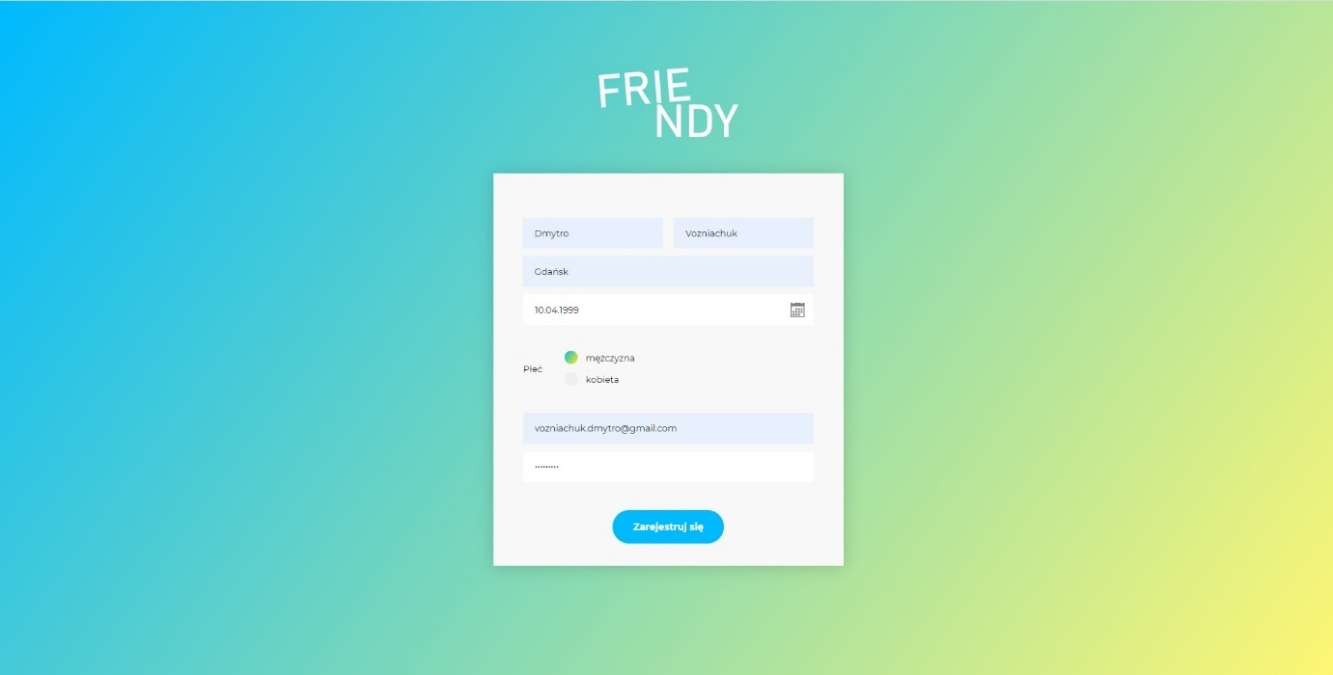 FRIE
NDY
Dmytro Vozniachuk
Gdańsk
10.04.1999
Płeć
mężczyzna
kobieta
vozniachuk.dmytro@gmail.com
•••••••••
Zarejestruj się